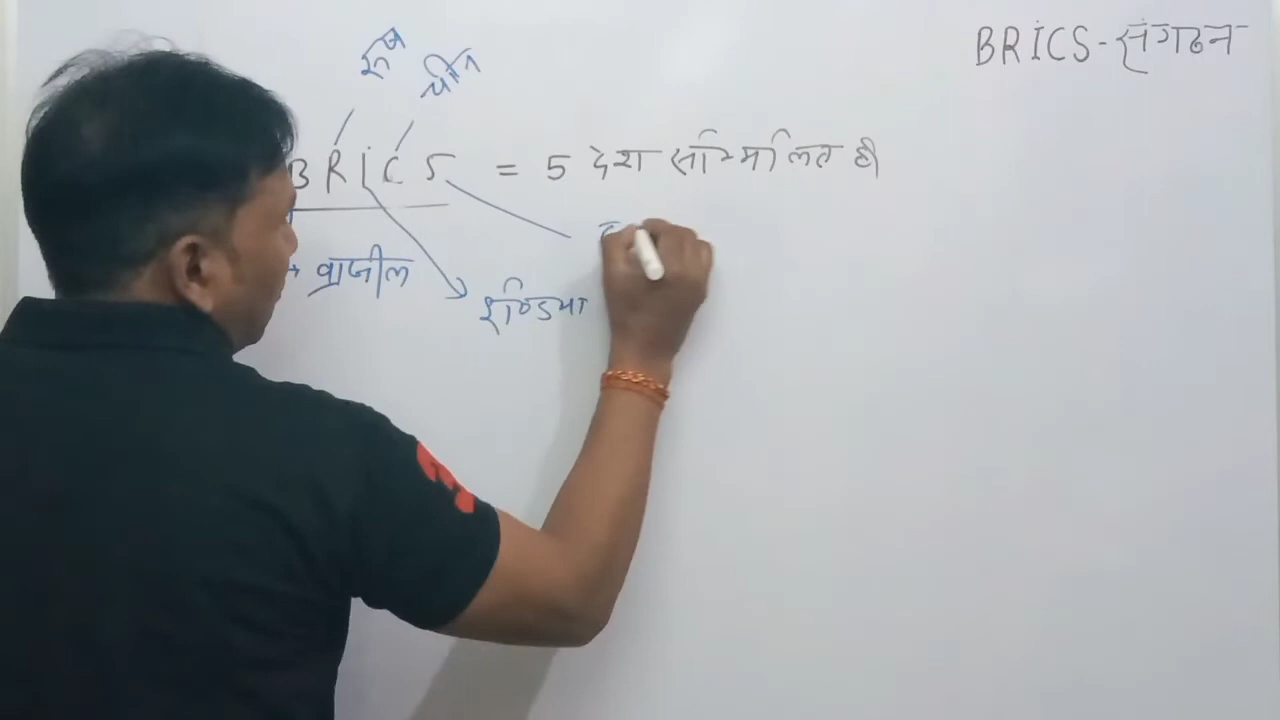 BRICS - संगठन
रूस
चीन
BRICS = 5 देश सम्मिलित है
→ ब्राजील
इण्डिया